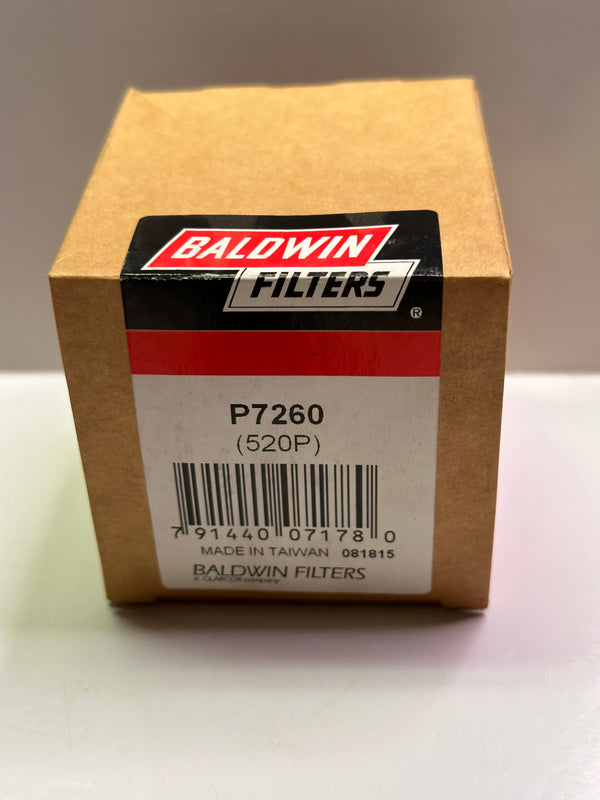 BALDWIN
FILTERS
®
P7260
(520P)
7 91440 07178 0
MADE IN TAIWAN 081815
BALDWIN FILTERS
a CLARCOR company